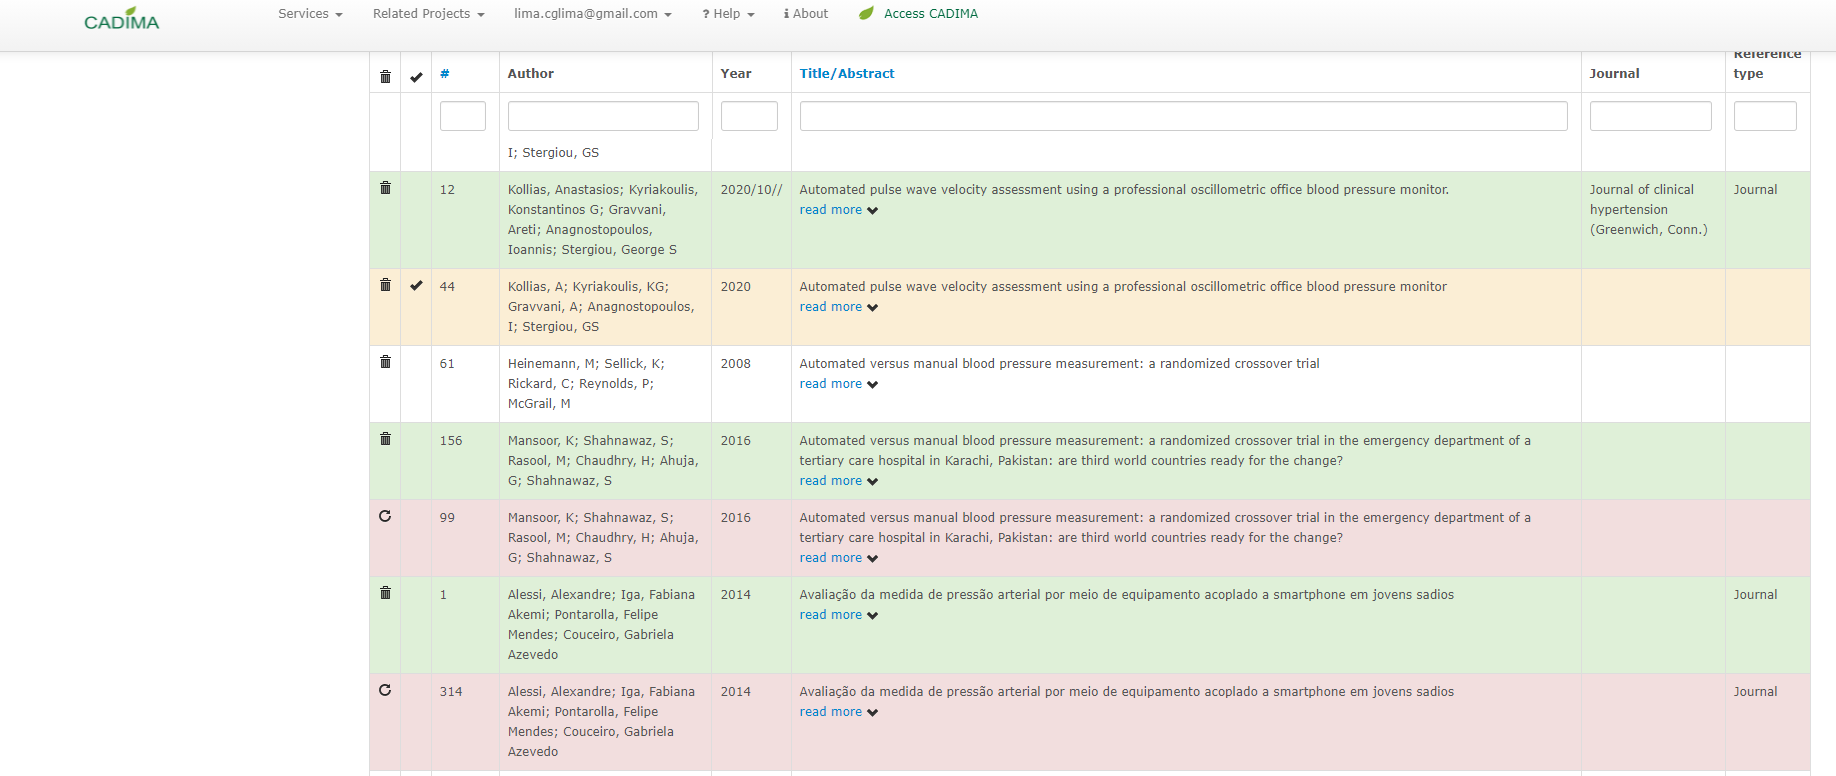 CADIMA
Services
Related Projects
lima.cglima@gmail.com
? Help
i About
Access CADIMA
Reference type
#
Author
Year
Title/Abstract
Journal
I; Stergiou, GS
12
Kollias, Anastasios; Kyriakoulis,
Konstantinos G; Gravvani,
Areti; Anagnostopoulos,
Ioannis; Stergiou, George S
2020/10//
Automated pulse wave velocity assessment using a professional oscillometric office blood pressure monitor.
read more
Journal of clinical
hypertension
(Greenwich, Conn.)
Journal
44
Kollias, A; Kyriakoulis, KG;
Gravvani, A; Anagnostopoulos,
I; Stergiou, GS
2020
Automated pulse wave velocity assessment using a professional oscillometric office blood pressure monitor
read more
61
Heinemann, M; Sellick, K;
Rickard, C; Reynolds, P;
McGrail, M
2008
Automated versus manual blood pressure measurement: a randomized crossover trial
read more
156
Mansoor, K; Shahnawaz, S;
Rasool, M; Chaudhry, H; Ahuja,
G; Shahnawaz, S
2016
Automated versus manual blood pressure measurement: a randomized crossover trial in the emergency department of a
tertiary care hospital in Karachi, Pakistan: are third world countries ready for the change?
read more
99
Mansoor, K; Shahnawaz, S;
Rasool, M; Chaudhry, H; Ahuja,
G; Shahnawaz, S
2016
Automated versus manual blood pressure measurement: a randomized crossover trial in the emergency department of a
tertiary care hospital in Karachi, Pakistan: are third world countries ready for the change?
read more
1
Alessi, Alexandre; Iga, Fabiana
Akemi; Pontarolla, Felipe
Mendes; Couceiro, Gabriela
Azevedo
2014
Avaliação da medida de pressão arterial por meio de equipamento acoplado a smartphone em jovens sadios
read more
Journal
314
Alessi, Alexandre; Iga, Fabiana
Akemi; Pontarolla, Felipe
Mendes; Couceiro, Gabriela
Azevedo
2014
Avaliação da medida de pressão arterial por meio de equipamento acoplado a smartphone em jovens sadios
read more
Journal